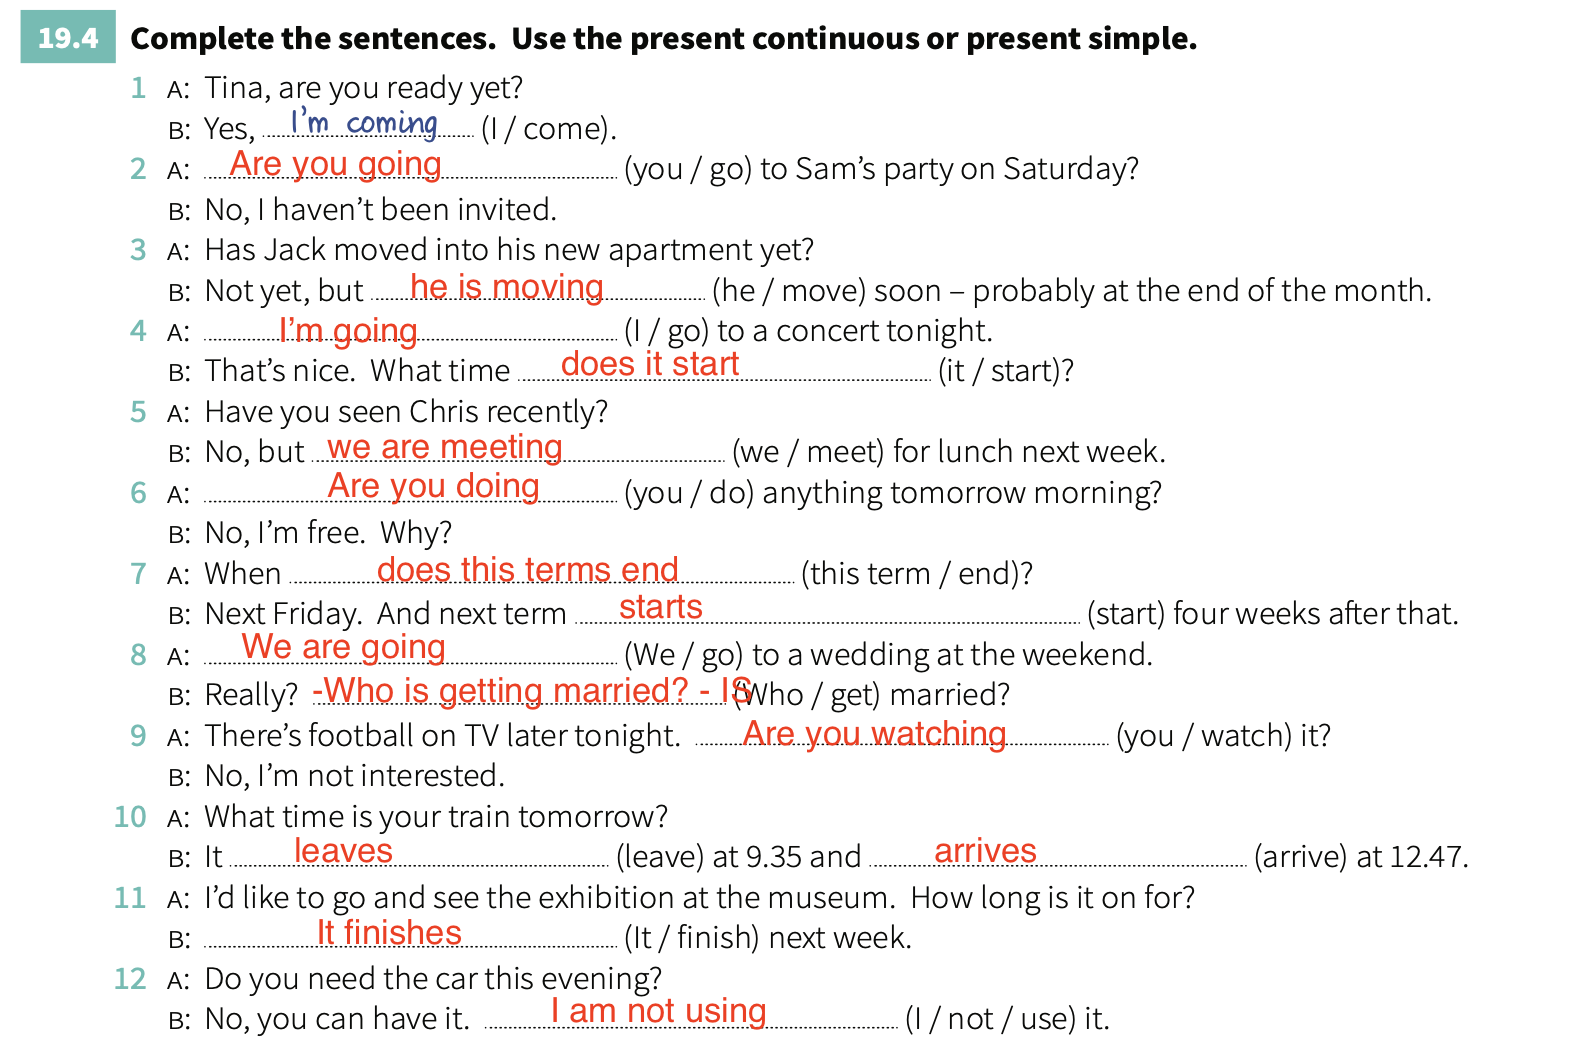 19.4 Complete the sentences. Use the present continuous or present simple.
1 A: Tina, are you ready yet?
B: Yes, I'm coming (I / come).
2 A: Are you going (you / go) to Sam's party on Saturday?
B: No, I haven't been invited.
3 A: Has Jack moved into his new apartment yet?
B: Not yet, but he is moving (he / move) soon – probably at the end of the month.
4 A: I'm going (I / go) to a concert tonight.
B: That's nice. What time does it start (it / start)?
5 A: Have you seen Chris recently?
B: No, but we are meeting (we / meet) for lunch next week.
6 A: Are you doing (you / do) anything tomorrow morning?
B: No, I'm free. Why?
7 A: When does this terms end (this term / end)?
B: Next Friday. And next term starts (start) four weeks after that.
8 A: We are going (We / go) to a wedding at the weekend.
B: Really? -Who is getting married? - IS (Who / get) married?
9 A: There's football on TV later tonight. Are you watching (you / watch) it?
B: No, I'm not interested.
10 A: What time is your train tomorrow?
B: It leaves (leave) at 9.35 and arrives (arrive) at 12.47.
11 A: I'd like to go and see the exhibition at the museum. How long is it on for?
B: It finishes (It / finish) next week.
12 A: Do you need the car this evening?
B: No, you can have it. I am not using (I / not / use) it.